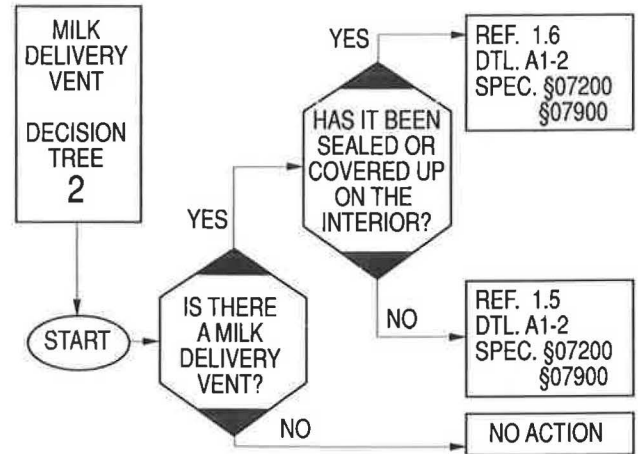 MILK
DELIVERY
VENT
DECISION
TREE
2
START
IS THERE
A MILK
DELIVERY
VENT?
YES
NO
HAS IT BEEN
SEALED OR
COVERED UP
ON THE
INTERIOR?
YES
NO
REF. 1.6
DTL. A1-2
SPEC. §07200
§07900
REF. 1.5
DTL. A1-2
SPEC. §07200
§07900
NO ACTION